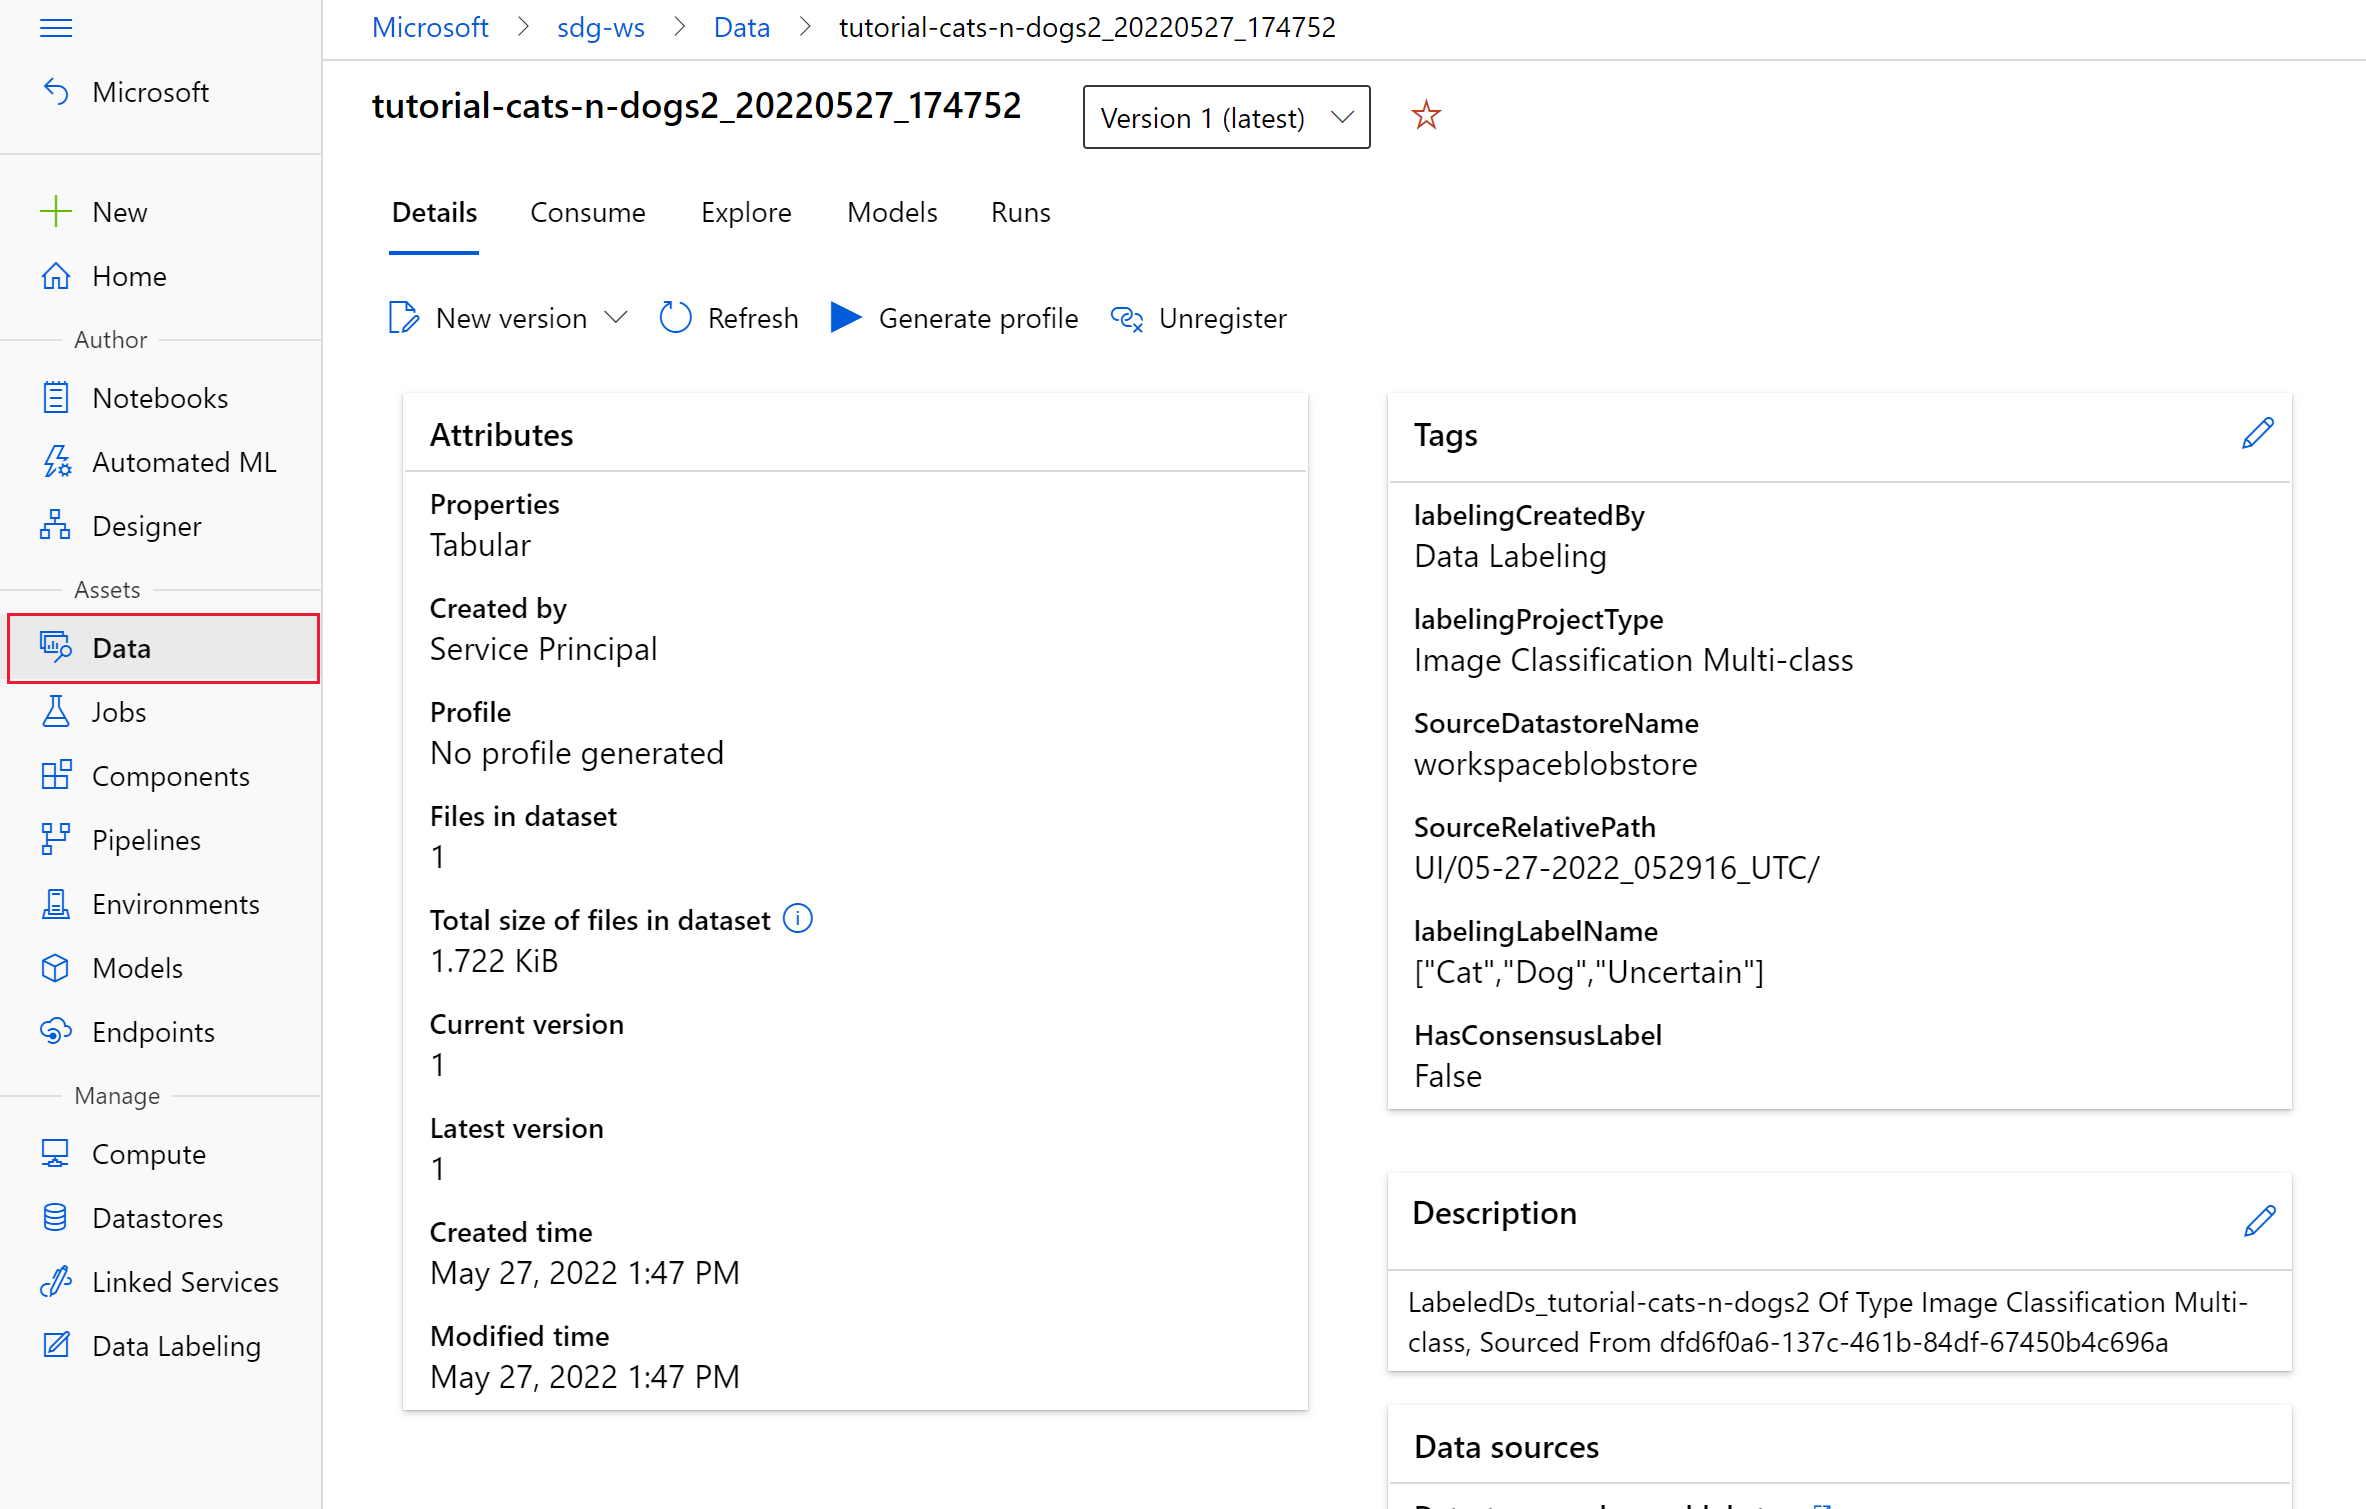 Microsoft > sdg-ws > Data > tutorial-cats-n-dogs2_20220527_174752
Microsoft
New
Home
Author
Notebooks
Automated ML
Designer
Assets
Data
Jobs
Components
Pipelines
Environments
Models
Endpoints
Manage
Compute
Datastores
Linked Services
Data Labeling
tutorial-cats-n-dogs2_20220527_174752
Version 1 (latest)
Details Consume Explore Models Runs
New version Refresh Generate profile Unregister
Attributes
Properties
Tabular
Created by
Service Principal
Profile
No profile generated
Files in dataset
1
Total size of files in dataset
1.722 KiB
Current version
1
Latest version
1
Created time
May 27, 2022 1:47 PM
Modified time
May 27, 2022 1:47 PM
Tags
labelingCreatedBy
Data Labeling
labelingProjectType
Image Classification Multi-class
SourceDatastoreName
workspaceblobstore
SourceRelativePath
UI/05-27-2022_052916_UTC/
labelingLabelName
["Cat","Dog","Uncertain"]
HasConsensusLabel
False
Description
LabeledDs_tutorial-cats-n-dogs2 Of Type Image Classification Multi-
class, Sourced From dfd6f0a6-137c-461b-84df-67450b4c696a
Data sources